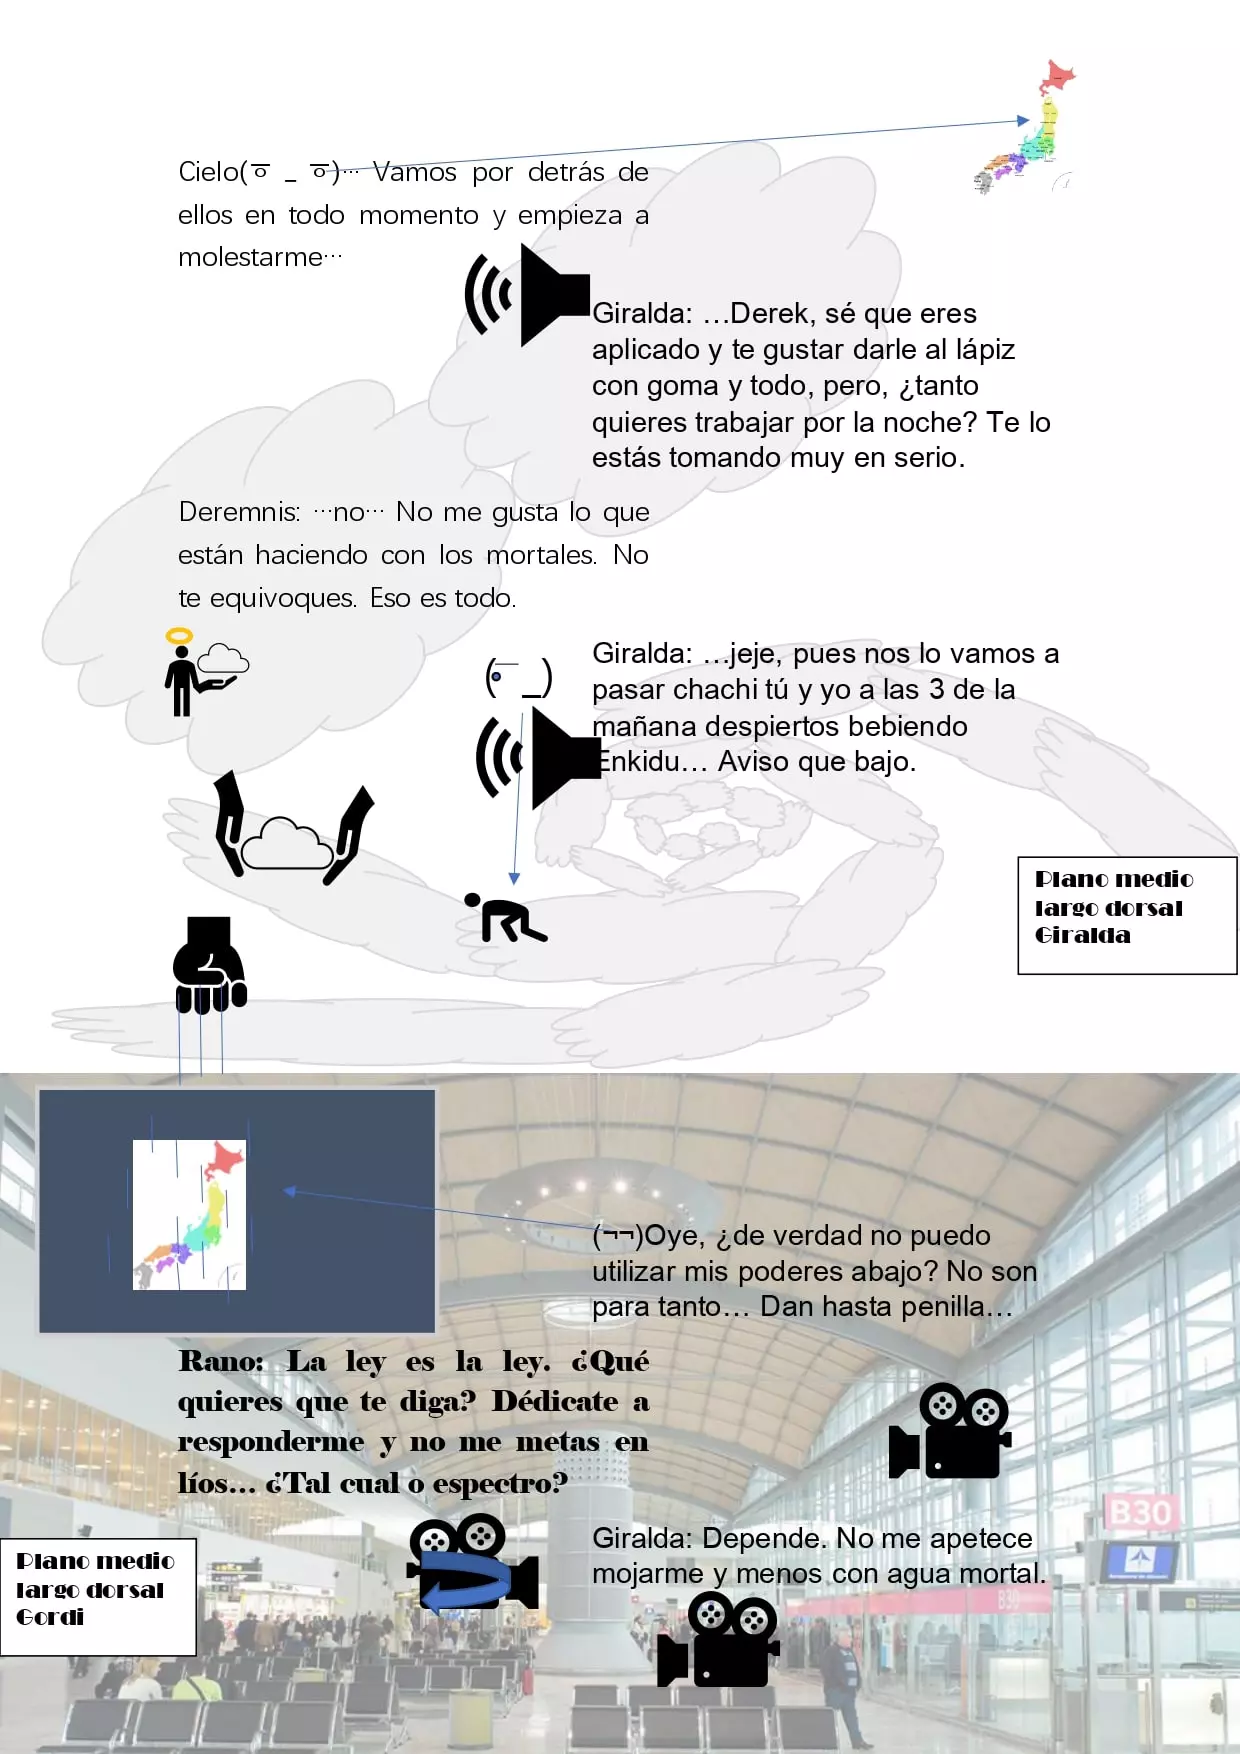 Cielo(ㆆ _ ㆆ)… Vamos por detrás de
ellos en todo momento y empieza a
molestarme…
Giralda: …Derek, sé que eres
aplicado y te gustar darle al lápiz
con goma y todo, pero, ¿tanto
quieres trabajar por la noche? Te lo
estás tomando muy en serio.
Deremnis: …no… No me gusta lo que
están haciendo con los mortales. No
te equivoques. Eso es todo.
( _)
Giralda: …jeje, pues nos lo vamos a
pasar chachi tú y yo a las 3 de la
mañana despiertos bebiendo
Enkidu… Aviso que bajo.
Plano medio
largo dorsal
Giralda
(¬¬)Oye, ¿de verdad no puedo
utilizar mis poderes abajo? No son
para tanto… Dan hasta penilla…
Rano: La ley es la ley. ¿Qué
quieres que te diga? Dédicate a
responderme y no me metas en
líos… ¿Tal cual o espectro?
Giralda: Depende. No me apetece
mojarme y menos con agua mortal.
Plano medio
largo dorsal
Gordi
B30
B30